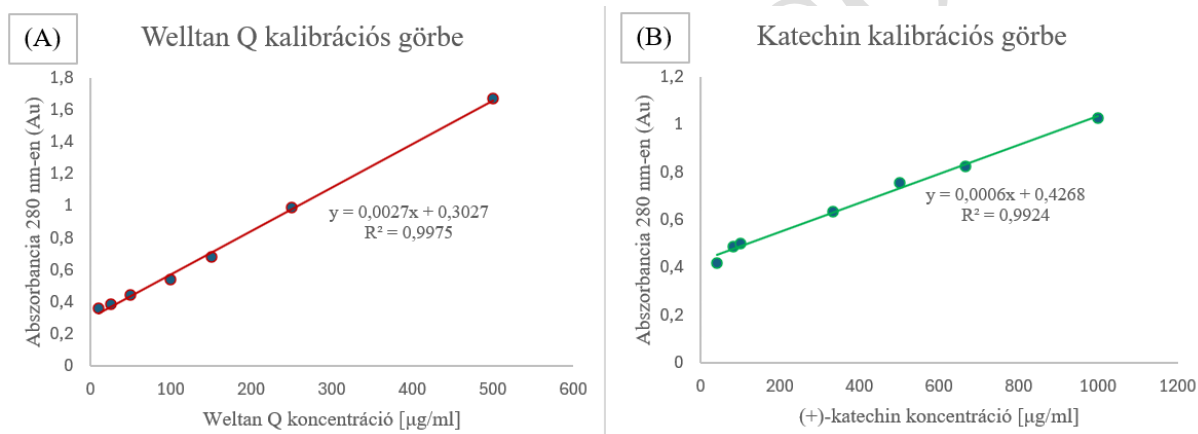 (A)
Welltan Q kalibrációs görbe
Abszorbancia 280 nm-en (Au)
1,8
1,6
1,4
1,2
1
0,8
0,6
0,4
0,2
0
y = 0,0027x + 0,3027
R² = 0,9975
0 100 200 300 400 500 600
Weltan Q koncentráció [µg/ml]
(B)
Katechin kalibrációs görbe
Abszorbancia 280 nm-en (Au)
1,2
1
0,8
0,6
0,4
0,2
0
y = 0,0006x + 0,4268
R² = 0,9924
0 200 400 600 800 1000 1200
(+)-katechin koncentráció [µg/ml]